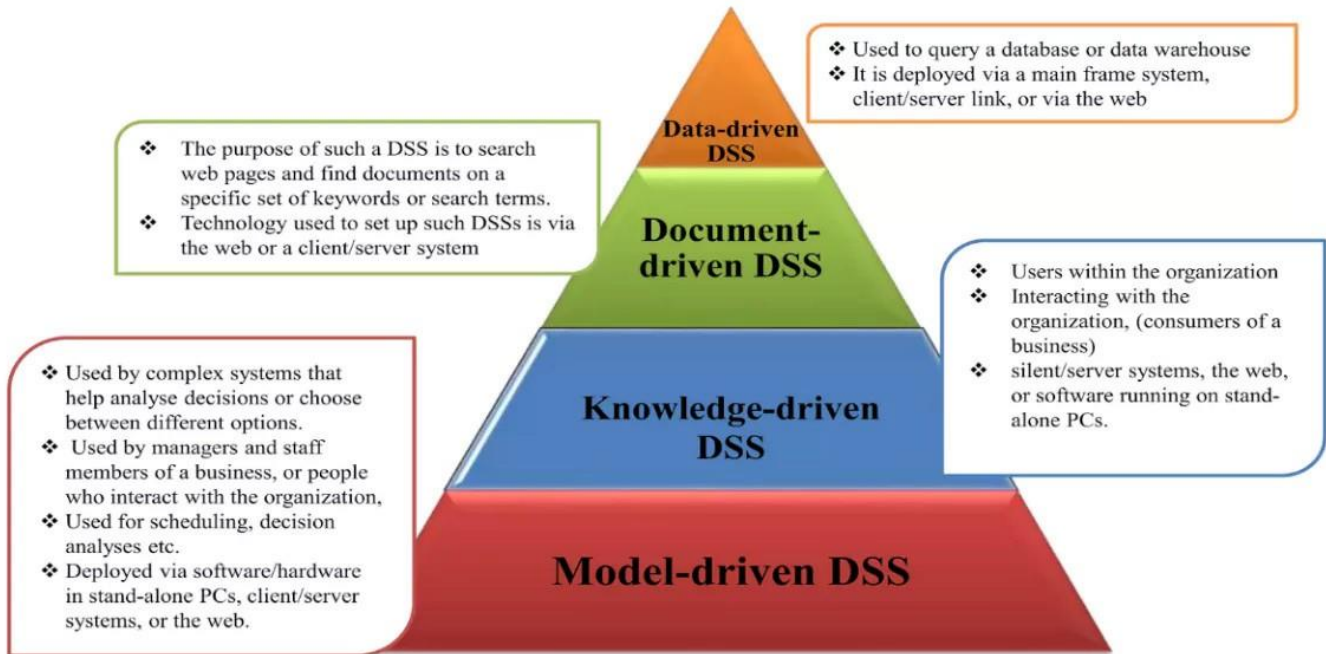 ❖ Used to query a database or data warehouse
❖ It is deployed via a main frame system,
client/server link, or via the web
Data-driven
DSS
❖ The purpose of such a DSS is to search
web pages and find documents on a
specific set of keywords or search terms.
❖ Technology used to set up such DSSs is via
the web or a client/server system
Document-
driven DSS
❖ Users within the organization
❖ Interacting with the
organization, (consumers of a
business)
❖ silent/server systems, the web,
or software running on stand-
alone PCs.
Knowledge-driven
DSS
❖ Used by complex systems that
help analyse decisions or choose
between different options.
❖ Used by managers and staff
members of a business, or people
who interact with the organization,
❖ Used for scheduling, decision
analyses etc.
❖ Deployed via software/hardware
in stand-alone PCs, client/server
systems, or the web.
Model-driven DSS